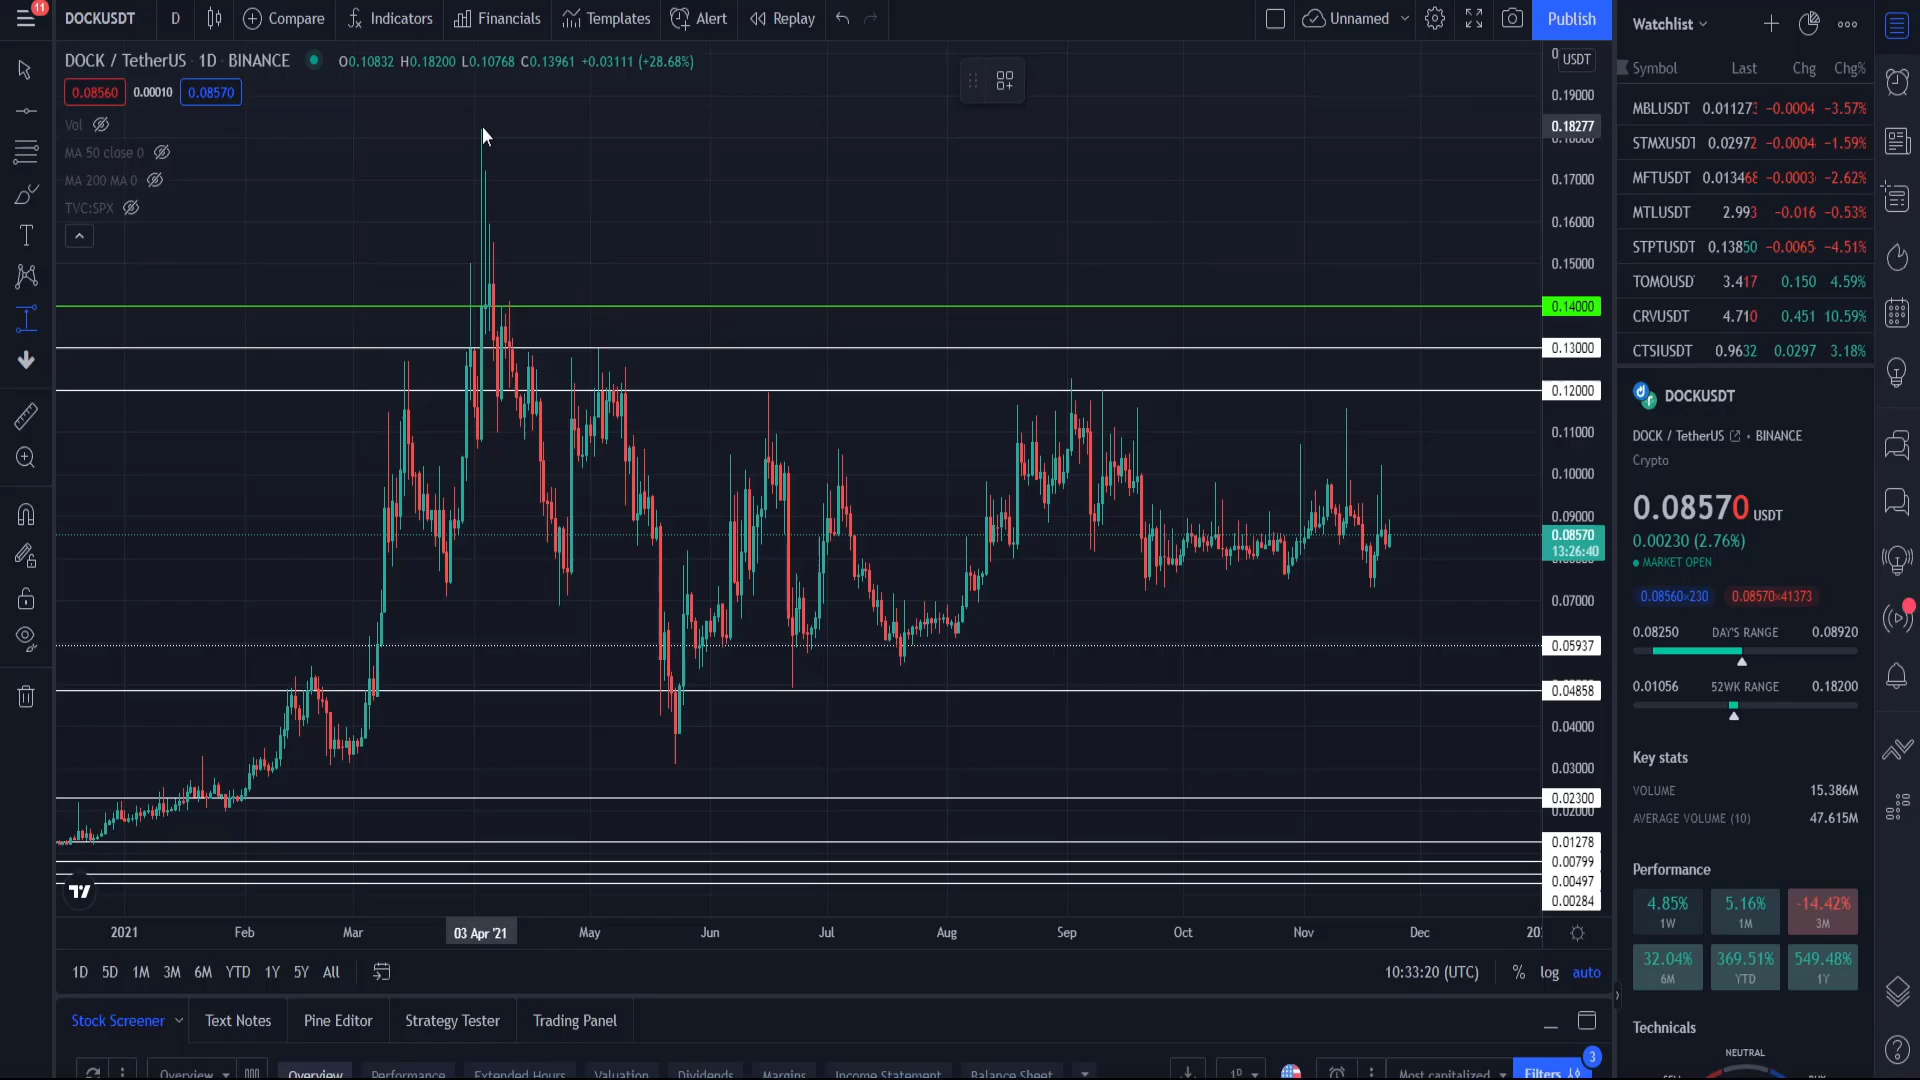 11
DOCKUSDT D Compare Indicators Financials Templates Alert Replay Unnamed Publish
DOCK / TetherUS · 1D · BINANCE O0.10832 H0.18200 L0.10768 C0.13961 +0.03111 (+28.68%)
0.08560 0.00010 0.08570
Vol
MA 50 close 0
MA 200 MA 0
TVC:SPX
USDT
0.19000
0.18277
0.17000
0.16000
0.15000
0.14000
0.13000
0.12000
0.11000
0.10000
0.09000
0.08570
13:26:40
0.07000
0.05937
0.04858
0.04000
0.03000
0.02300
0.02000
0.01278
0.00799
0.00497
0.00284
2021 Feb Mar 03 Apr '21 May Jun Jul Aug Sep Oct Nov Dec
1D 5D 1M 3M 6M YTD 1Y 5Y All 10:33:20 (UTC) % log auto
Stock Screener Text Notes Pine Editor Strategy Tester Trading Panel
Overview Overview Performance Extended Hours Valuation Dividends Margins Income Statement Balance Sheet 1D Most capitalized Filters 3
Watchlist
Symbol Last Chg Chg%
MBLUSDT 0.011273 −0.0004 −3.57%
STMXUSDT 0.02972 −0.0004 −1.59%
MFTUSDT 0.013468 −0.0003 −2.62%
MTLUSDT 2.993 −0.016 −0.53%
STPTUSDT 0.13850 −0.0065 −4.51%
TOMOUSD 3.417 0.150 4.59%
CRVUSDT 4.710 0.451 10.59%
CTSIUSDT 0.9632 0.0297 3.18%
DOCKUSDT
DOCK / TetherUS • BINANCE
Crypto
0.08570 USDT
0.00230 (2.76%)
MARKET OPEN
0.08560×230 0.08570×41373
0.08250 DAY'S RANGE 0.08920
0.01056 52WK RANGE 0.18200
Key stats
VOLUME 15.386M
AVERAGE VOLUME (10) 47.615M
Performance
4.85% 5.16% -14.42%
1W 1M 3M
32.04% 369.51% 549.48%
6M YTD 1Y
Technicals
NEUTRAL